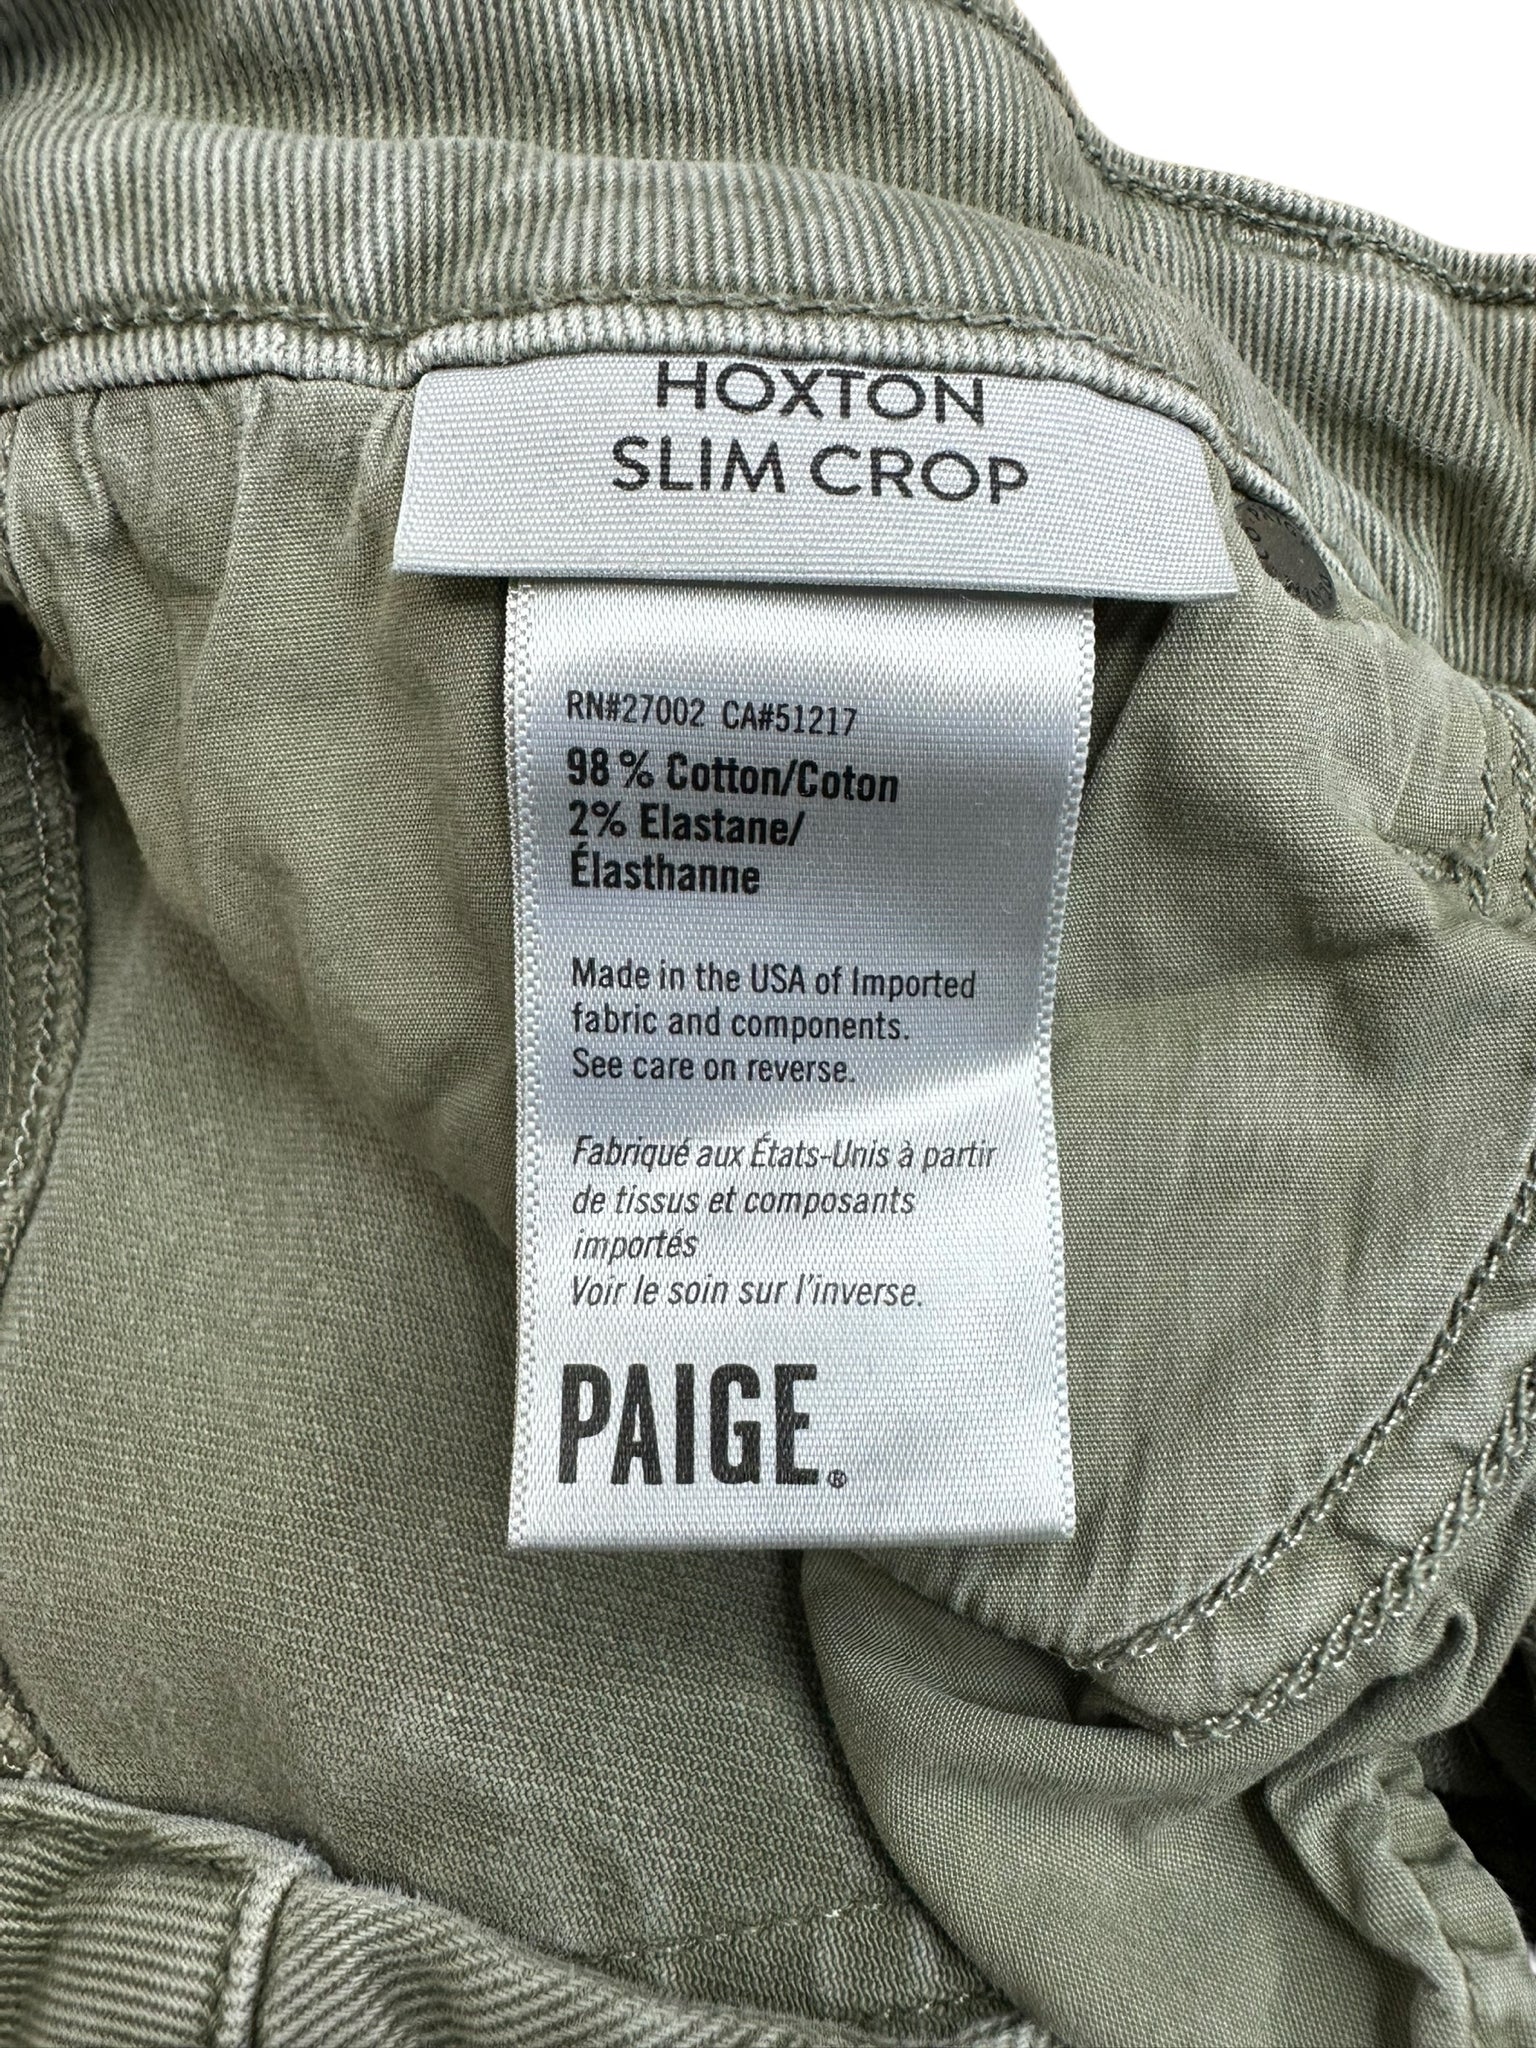 HOXTON
SLIM CROP
RN#27002 CA#51217
98% Cotton/Coton
2% Elastane/
Élasthanne
Made in the USA of Imported
fabric and components.
See care on reverse.
Fabriqué aux États-Unis à partir
de tissus et composants
importés
Voir le soin sur l'inverse.
PAIGE.®